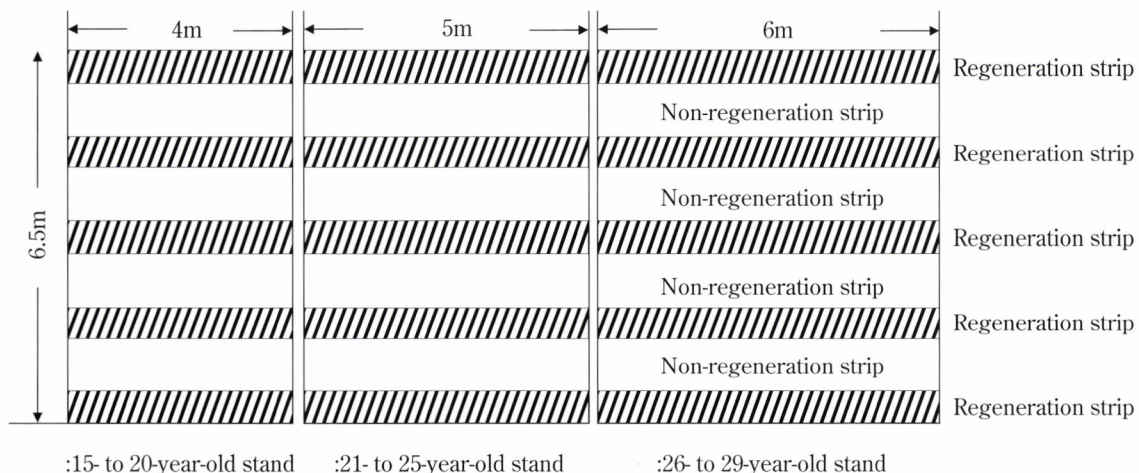 4m 5m 6m
Regeneration strip
Non-regeneration strip
Regeneration strip
Non-regeneration strip
6.5m
Regeneration strip
Non-regeneration strip
Regeneration strip
Non-regeneration strip
Regeneration strip
:15- to 20-year-old stand :21- to 25-year-old stand :26- to 29-year-old stand